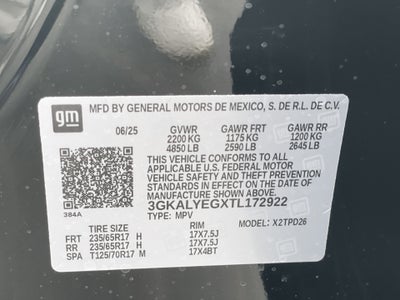 gm
MFD BY GENERAL MOTORS DE MEXICO, S. DE R.L. DE C.V.
06/25 GVWR GAWR FRT GAWR RR
2200 KG 1175 KG 1200 KG
4850 LB 2590 LB 2645 LB
THIS VEHICLE CONFORMS TO ALL
APPLICABLE U.S. FEDERAL MOTOR
VEHICLE SAFETY, BUMPER, AND THEFT
PREVENTION STANDARDS IN EFFECT ON
THE DATE OF MANUFACTURE SHOWN ABOVE.
3GKALYEGXTL172922
384A
TYPE: MPV MODEL: X2TPD26
TIRE SIZE RIM
FRT 235/65R17 H 17X7.5J
RR 235/65R17 H 17X7.5J
SPA T125/70R17 M 17X4BT